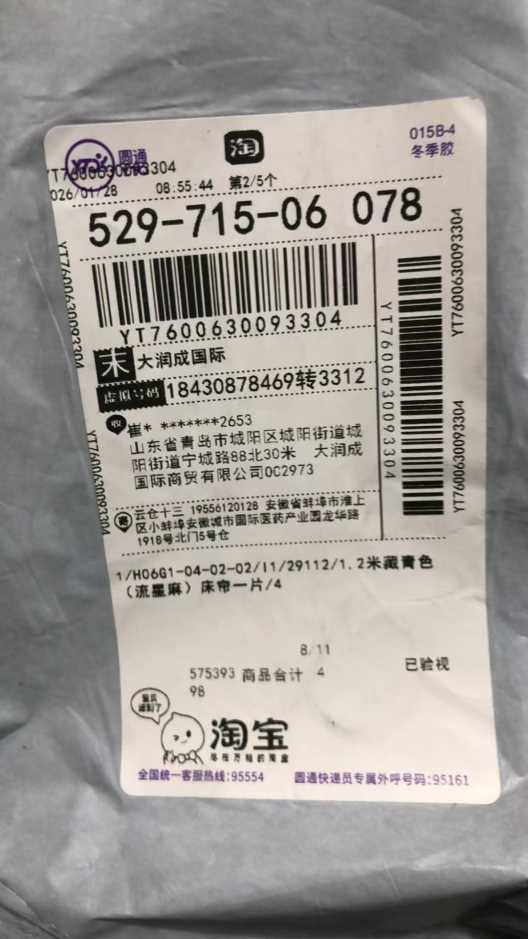 圆通
淘
015B-4
冬季胶
YT7600630093304
026/01/28 08:55:44 第2/5个
529-715-06 078
YT7600630093304
末 大润成国际
虚拟号码 18430878469转3312
收 崔* *******2653
山东省青岛市城阳区城阳街道城
阳街道宁城路88北30米 大润成
国际商贸有限公司0C2973
云仓十三 19556120128 安徽省蚌埠市淮上
区小蚌埠安徽城市国际医药产业园龙华路
1918号北门5号仓
YT7600630093304
YT7600630093304
YT7600630093304
YT7600630093304
YT7600630093304
1/H06G1-04-02-02/I1/29112/1.2米藏青色
(流星麻)床帘一片/4
8/11
575393 商品合计 4
98
已验视
淘宝
全国统一客服热线:95554
圆通快递员专属外呼号码:95161